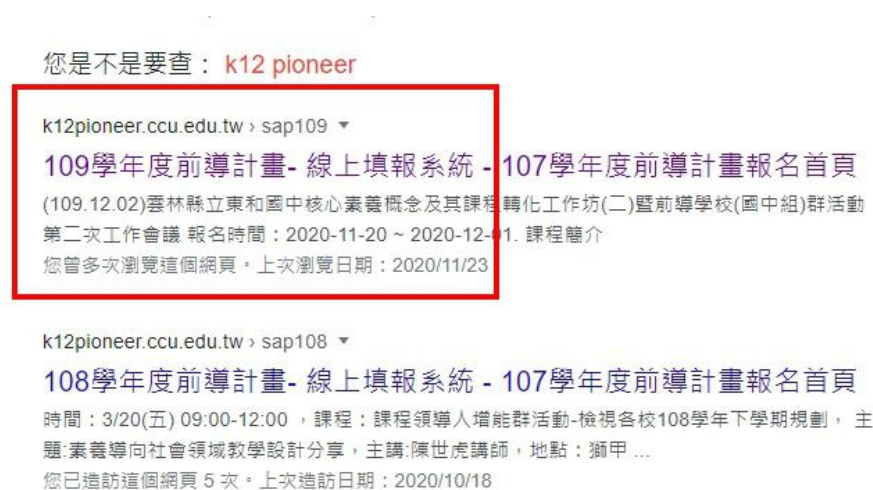 您是不是要查： k12 pioneer
k12pioneer.ccu.edu.tw › sap109
109學年度前導計畫- 線上填報系統 - 107學年度前導計畫報名首頁
(109.12.02)雲林縣立東和國中核心素養概念及其課程轉化工作坊(二)暨前導學校(國中組)群活動
第二次工作會議 報名時間：2020-11-20 ~ 2020-12-01. 課程簡介
您曾多次瀏覽這個網頁。上次瀏覽日期：2020/11/23
k12pioneer.ccu.edu.tw › sap108
108學年度前導計畫- 線上填報系統 - 107學年度前導計畫報名首頁
時間：3/20(五) 09:00-12:00 ，課程：課程領導人增能群活動-檢視各校108學年下學期規劃， 主
題:素養導向社會領域教學設計分享，主講:陳世虎講師，地點：獅甲 ...
您已造訪這個網頁 5 次。上次造訪日期：2020/10/18